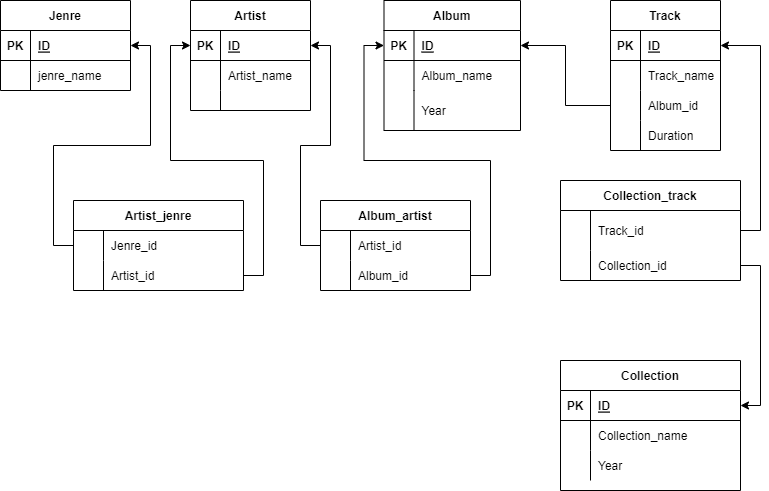 Jenre
PK ID
jenre_name
Artist
PK ID
Artist_name
Album
PK ID
Album_name
Year
Track
PK ID
Track_name
Album_id
Duration
Artist_jenre
Jenre_id
Artist_id
Album_artist
Artist_id
Album_id
Collection_track
Track_id
Collection_id
Collection
PK ID
Collection_name
Year